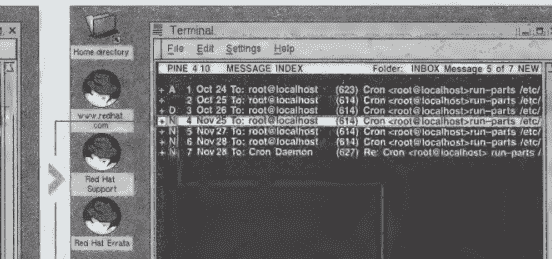 Home directory
www.redhat.
com
Red Hat
Support
Red Hat Errata
Terminal
File Edit Settings Help
PINE 4.10 MESSAGE INDEX Folder: INBOX Message 5 of 7 NEW
+ A 1 Oct 24 To: root@localhost (623) Cron <root@localhost>run-parts /etc/
+ 2 Oct 25 To: root@localhost (614) Cron <root@localhost>run-parts /etc/
+ D 3 Oct 26 To: root@localhost (614) Cron <root@localhost>run-parts /etc/
+ N 4 Nov 25 To: root@localhost (614) Cron <root@localhost>run-parts /etc/
+ N 5 Nov 27 To: root@localhost (614) Cron <root@localhost>run-parts /etc/
+ N 6 Nov 28 To: root@localhost (614) Cron <root@localhost>run-parts /etc/
+ N 7 Nov 28 To: Cron Daemon (627) Re: Cron <root@localhost> run-parts /